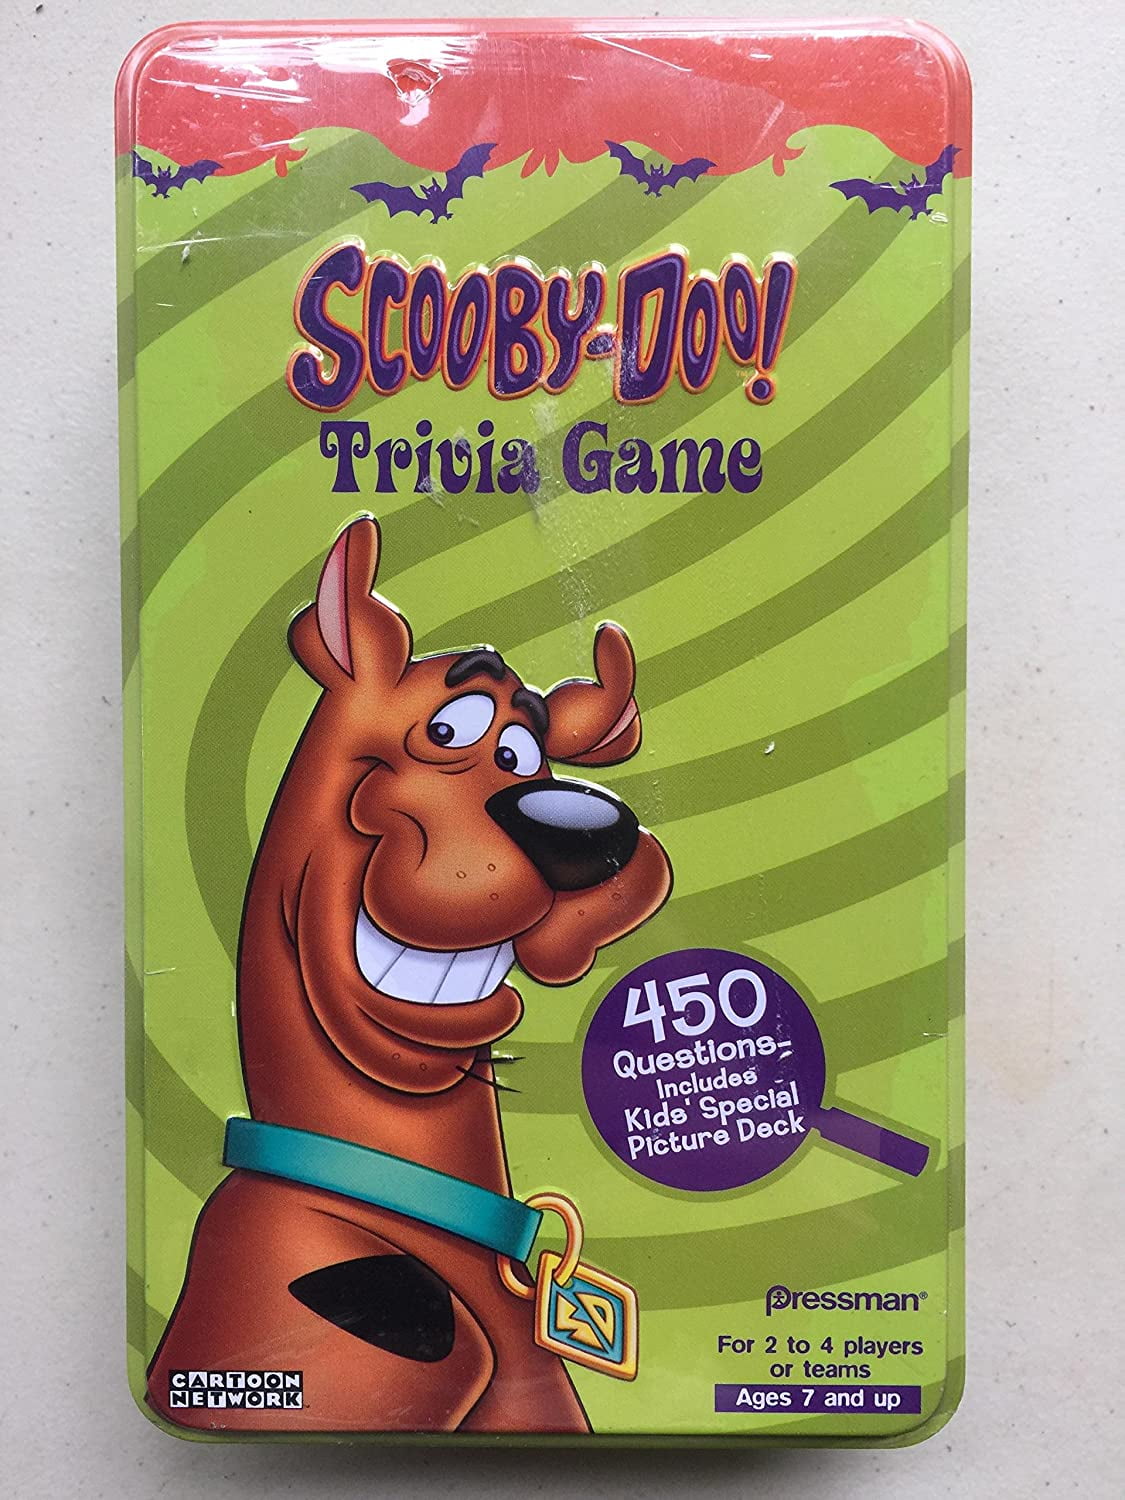 SCOOBY-DOO!
Trivia Game
450
Questions-
Includes
Kids' Special
Picture Deck
Pressman®
For 2 to 4 players
or teams
Ages 7 and up
CARTOON
NETWORK
SD